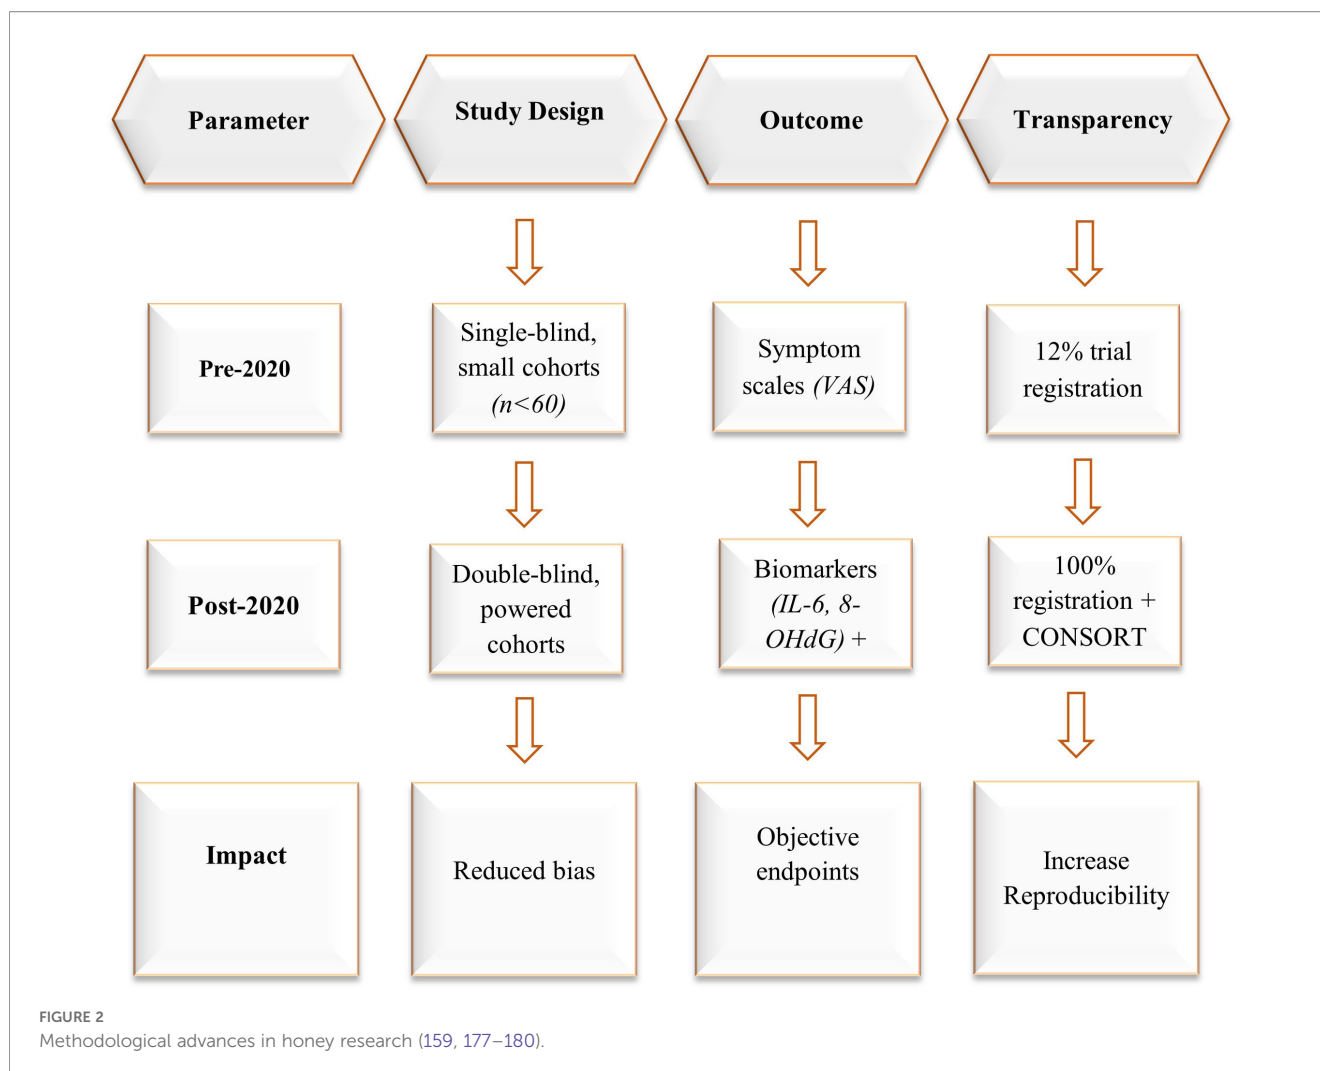 Parameter
Study Design
Outcome
Transparency
Pre-2020
Single-blind,
small cohorts
(n<60)
Symptom
scales (VAS)
12% trial
registration
Post-2020
Double-blind,
powered
cohorts
Biomarkers
(IL-6, 8-
OHdG) +
100%
registration +
CONSORT
Impact
Reduced bias
Objective
endpoints
Increase
Reproducibility
FIGURE 2
Methodological advances in honey research (159, 177–180).